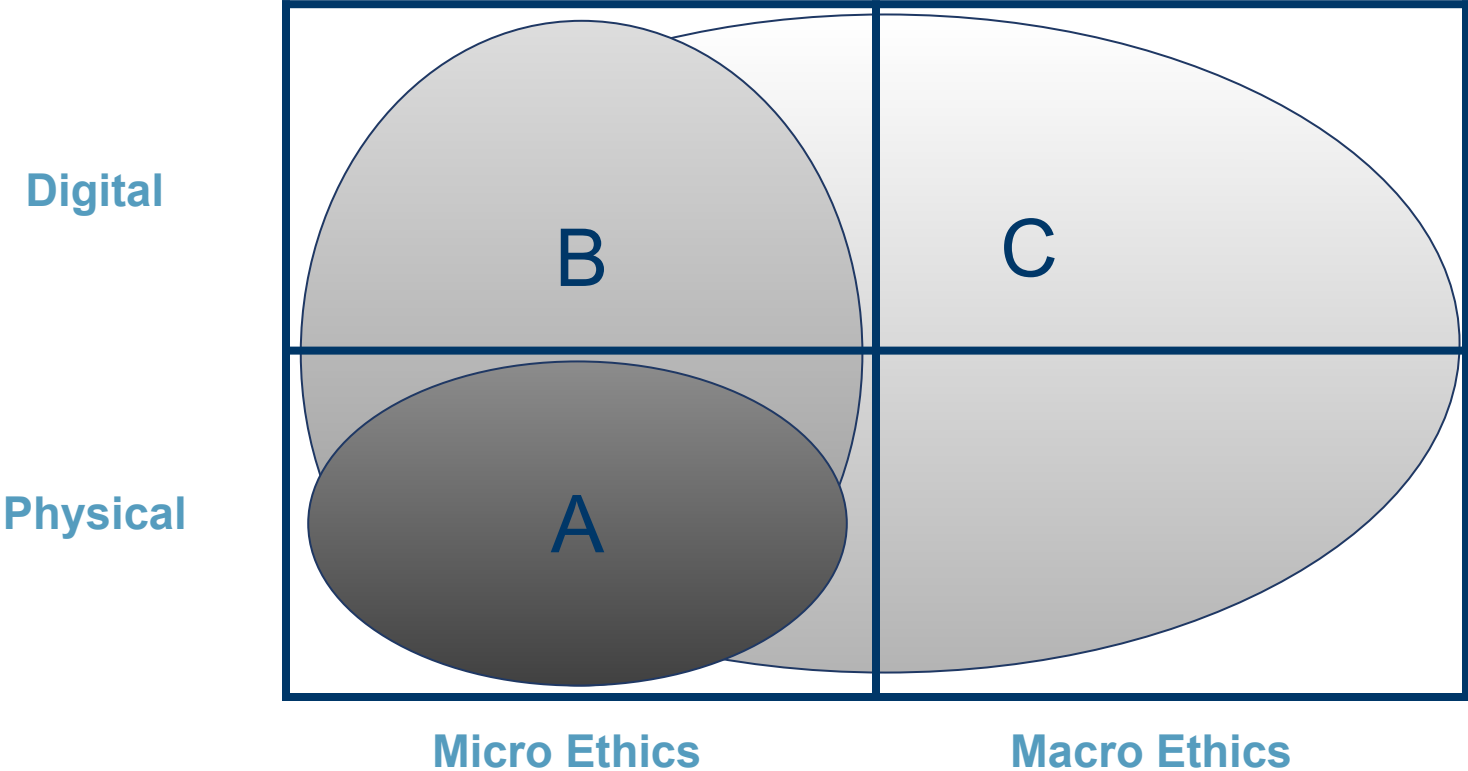 Digital
B
C
Physical
A
Micro Ethics
Macro Ethics